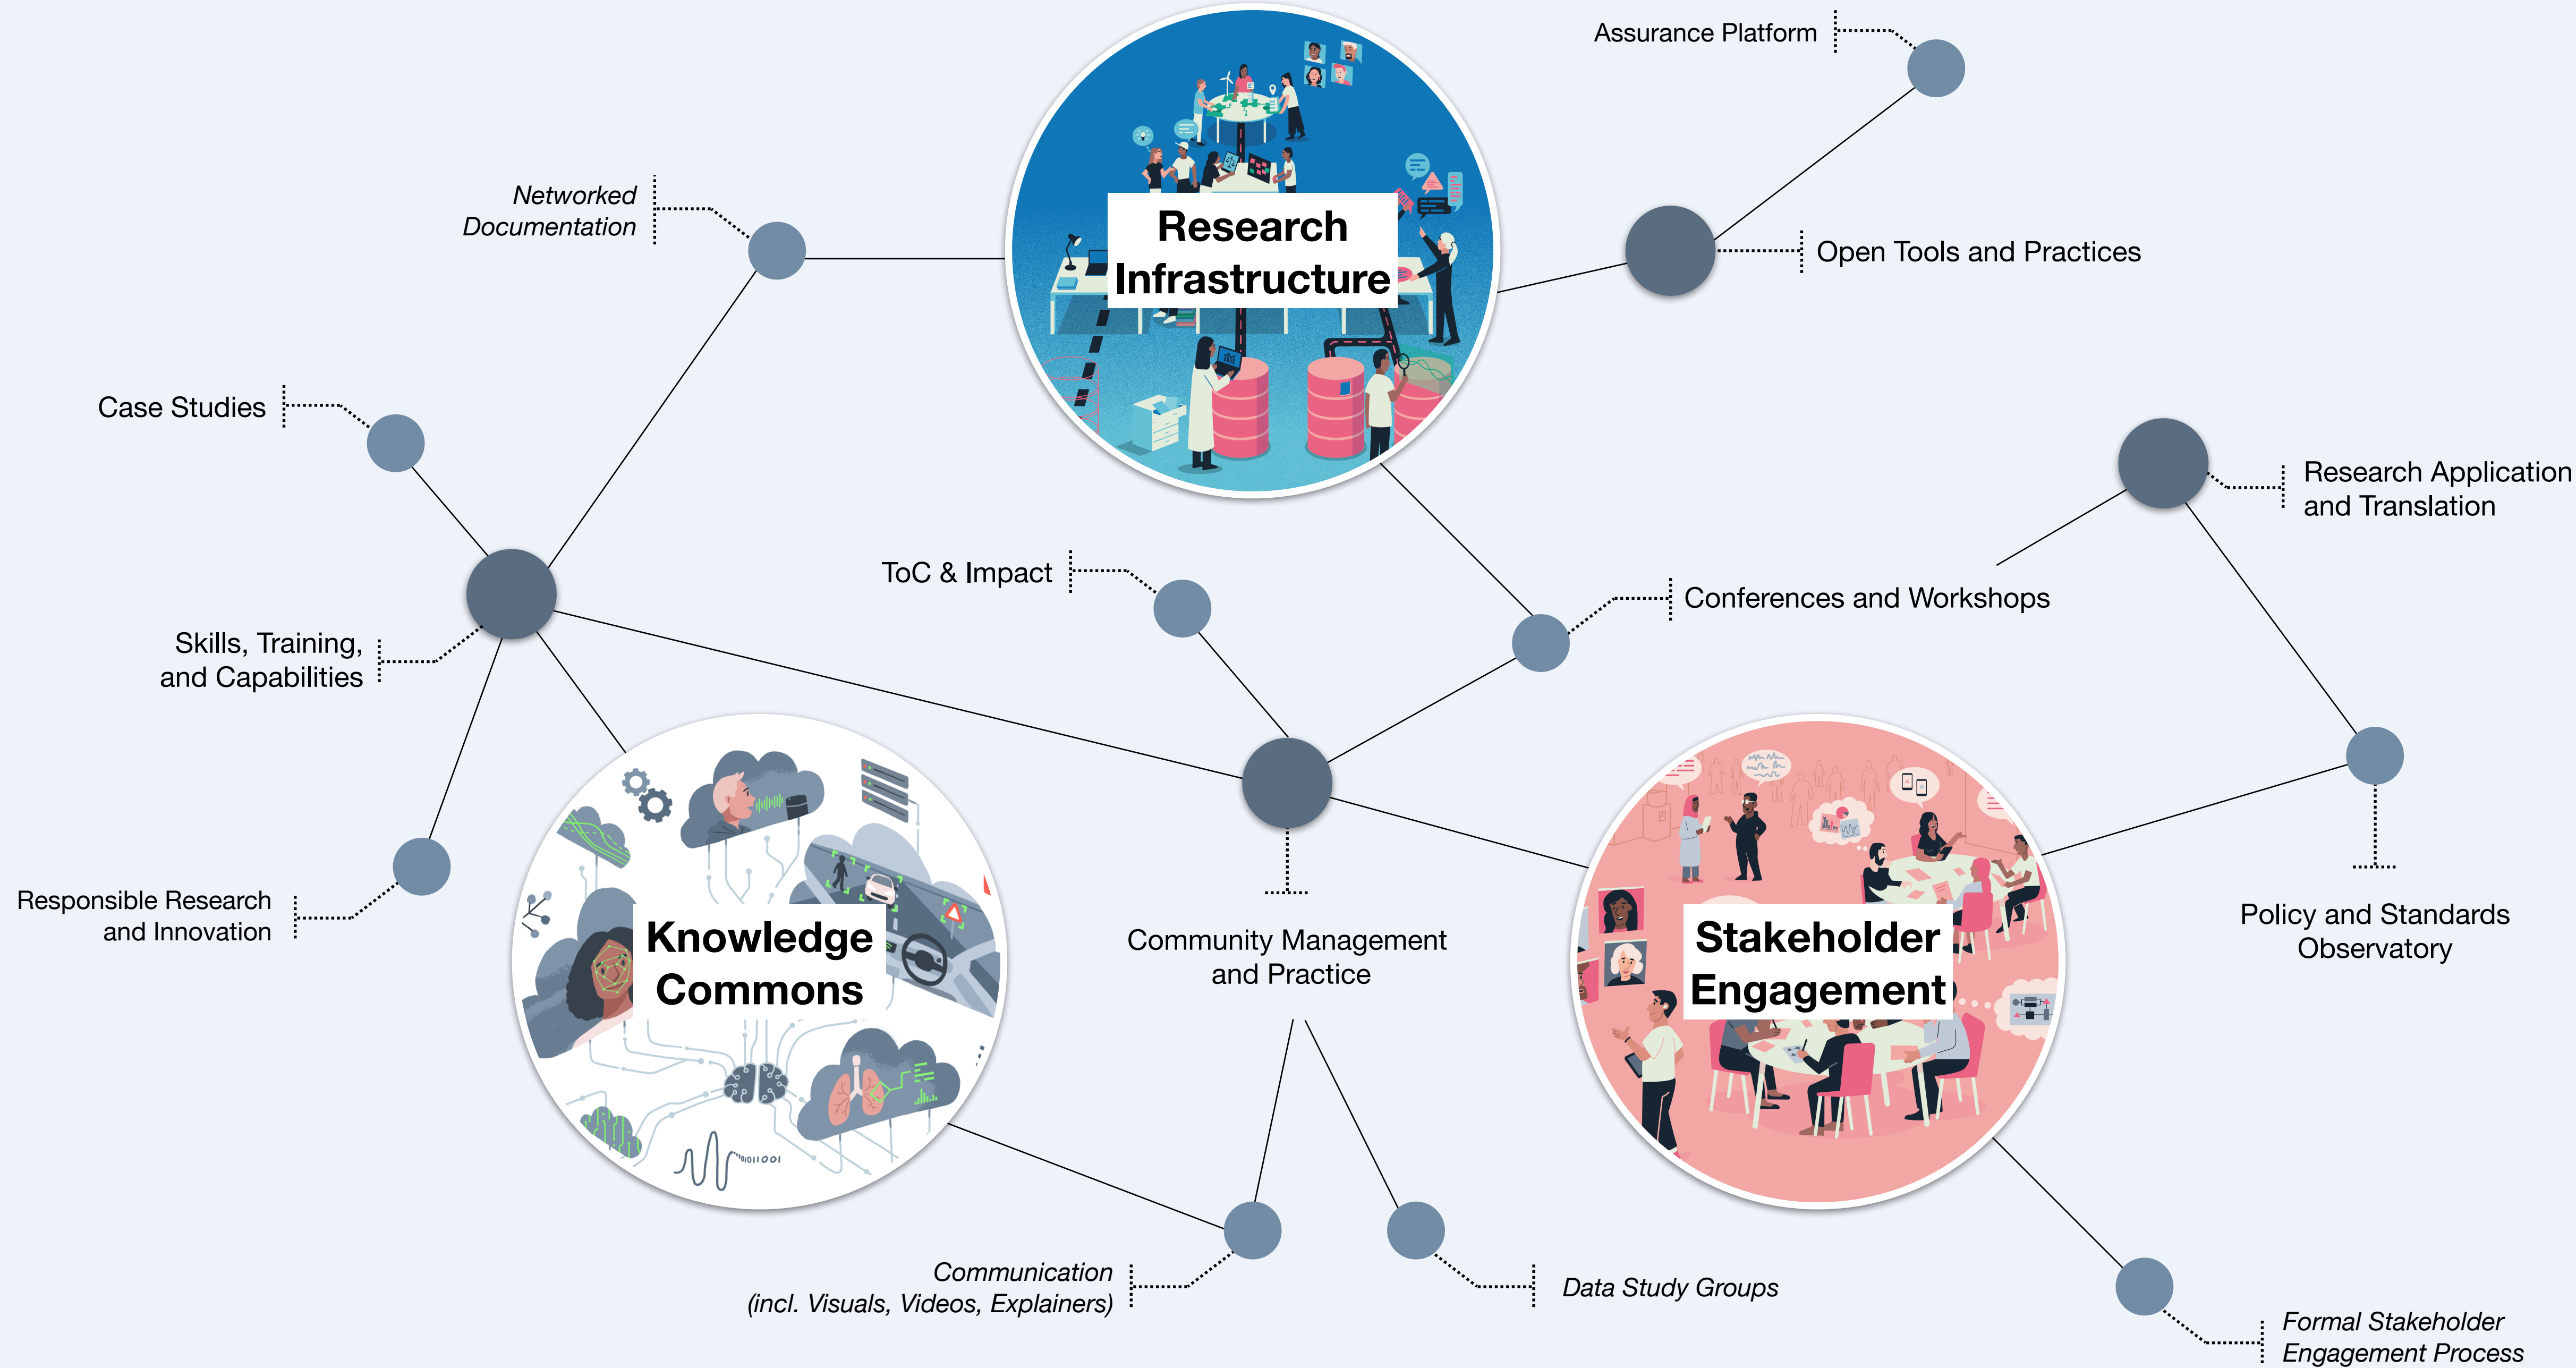 Assurance Platform
Networked
Documentation
Research
Infrastructure
Open Tools and Practices
Case Studies
Research Application
and Translation
ToC & Impact
Conferences and Workshops
Skills, Training,
and Capabilities
Responsible Research
and Innovation
Knowledge
Commons
Community Management
and Practice
Stakeholder
Engagement
Policy and Standards
Observatory
01011001
Communication
(incl. Visuals, Videos, Explainers)
Data Study Groups
Formal Stakeholder
Engagement Process